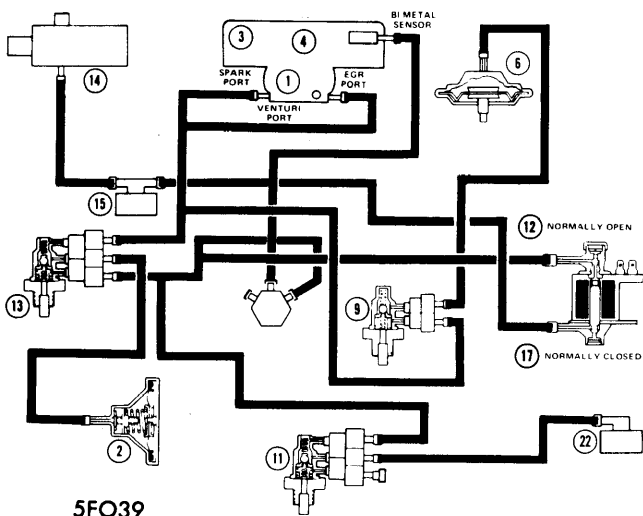 BI METAL
SENSOR
3
4
6
14
SPARK
PORT
1
EGR
PORT
VENTURI
PORT
15
12 NORMALLY OPEN
13
9
17 NORMALLY CLOSED
2
11
22
5FO39